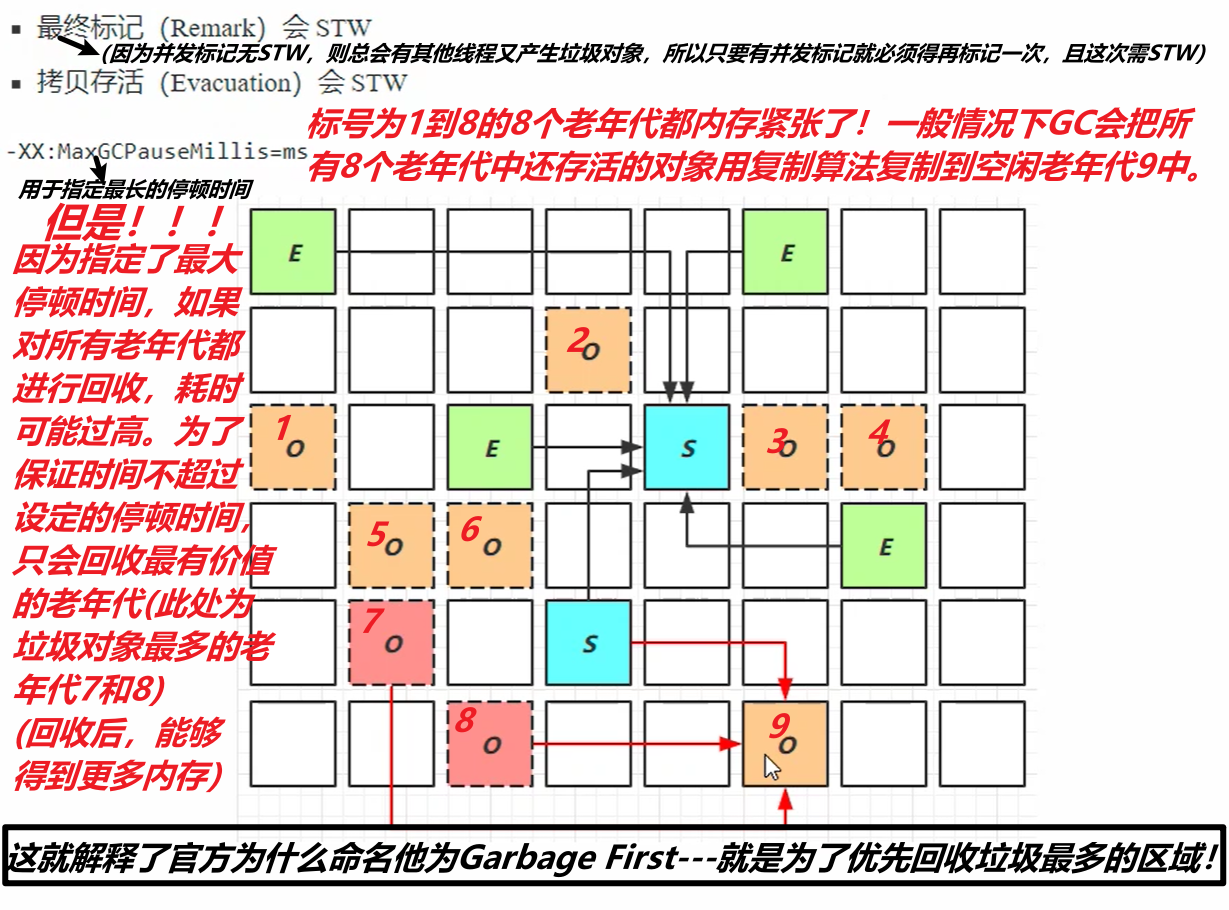 ▪ 最终标记（Remark）会 STW
(因为并发标记无STW，则总会有其他线程又产生垃圾对象，所以只要有并发标记就必须得再标记一次，且这次需STW)
▪ 拷贝存活（Evacuation）会 STW
标号为1到8的8个老年代都内存紧张了！一般情况下GC会把所
有8个老年代中还存活的对象用复制算法复制到空闲老年代9中。
-XX:MaxGCPauseMillis=ms
用于指定最长的停顿时间
但是！！！
因为指定了最大
停顿时间，如果
对所有老年代都
进行回收，耗时
可能过高。为了
保证时间不超过
设定的停顿时间，
只会回收最有价值
的老年代(此处为
垃圾对象最多的老
年代7和8)
(回收后，能够
得到更多内存)
E E
2 O
1 O E S 3 O 4 O
5 O 6 O E
7 O S
8 O 9 O
这就解释了官方为什么命名他为Garbage First---就是为了优先回收垃圾最多的区域！